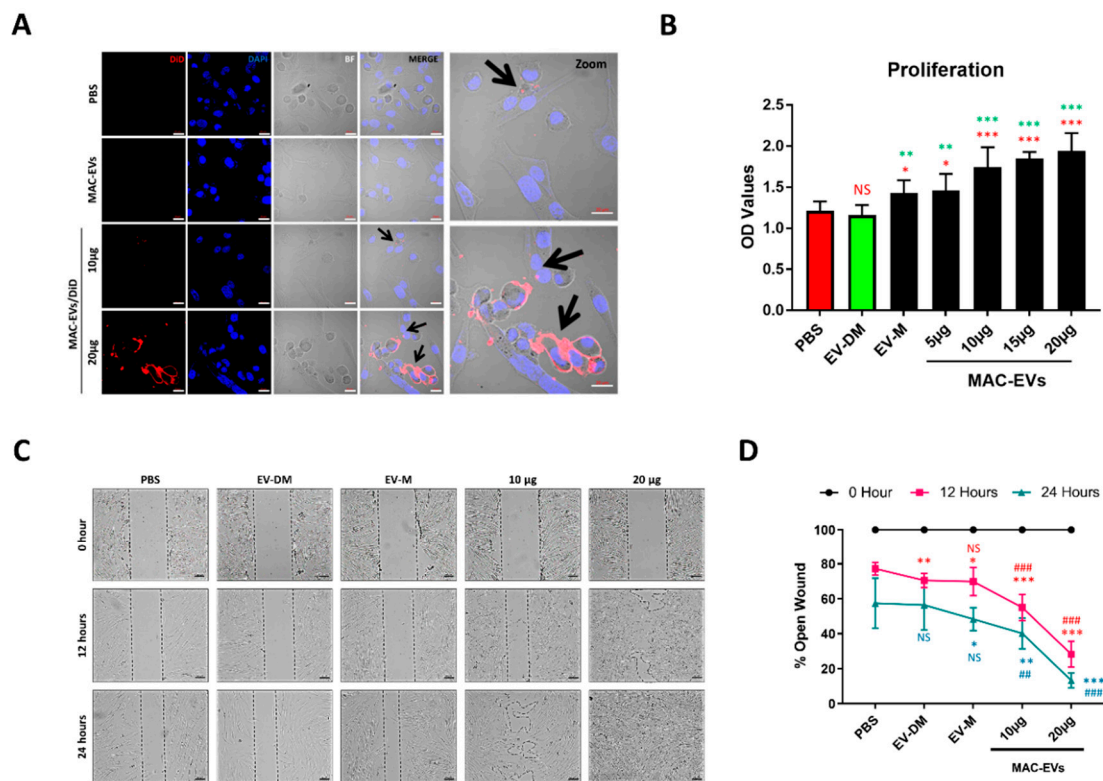 A
DiD
DAPI
BF
MERGE
Zoom
PBS
MAC-EVs
MAC-EVs/DiD
10µg
20µg
B
Proliferation
OD Values
2.5
2.0
1.5
1.0
0.5
0.0
NS
**
*
**
*
***
***
***
***
***
***
PBS
EV-DM
EV-M
5µg
10µg
15µg
20µg
MAC-EVs
C
PBS
EV-DM
EV-M
10 µg
20 µg
0 hour
12 hours
24 hours
D
0 Hour
12 Hours
24 Hours
% Open Wound
100
80
60
40
20
0
**
NS
*
###
***
###
***
NS
*
NS
**
##
***
###
PBS
EV-DM
EV-M
10µg
20µg
MAC-EVs